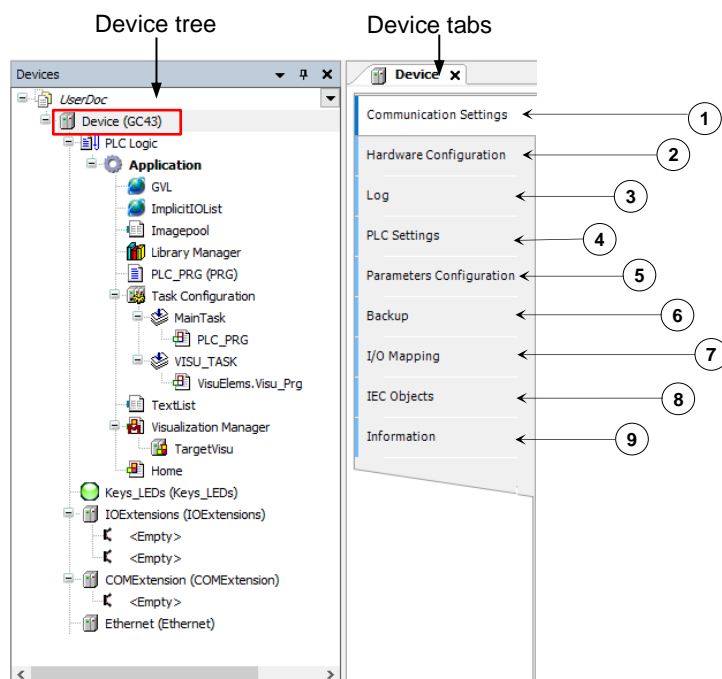 Device tree
Device tabs
Devices
UserDoc
Device (GC43)
PLC Logic
Application
GVL
ImplicitIOList
Imagepool
Library Manager
PLC_PRG (PRG)
Task Configuration
MainTask
PLC_PRG
VISU_TASK
VisuElems.Visu_Prg
TextList
Visualization Manager
TargetVisu
Home
Keys_LEDs (Keys_LEDs)
IOExtensions (IOExtensions)
<Empty>
<Empty>
COMExtension (COMExtension)
<Empty>
Ethernet (Ethernet)
Device
Communication Settings 1
Hardware Configuration 2
Log 3
PLC Settings 4
Parameters Configuration 5
Backup 6
I/O Mapping 7
IEC Objects 8
Information 9